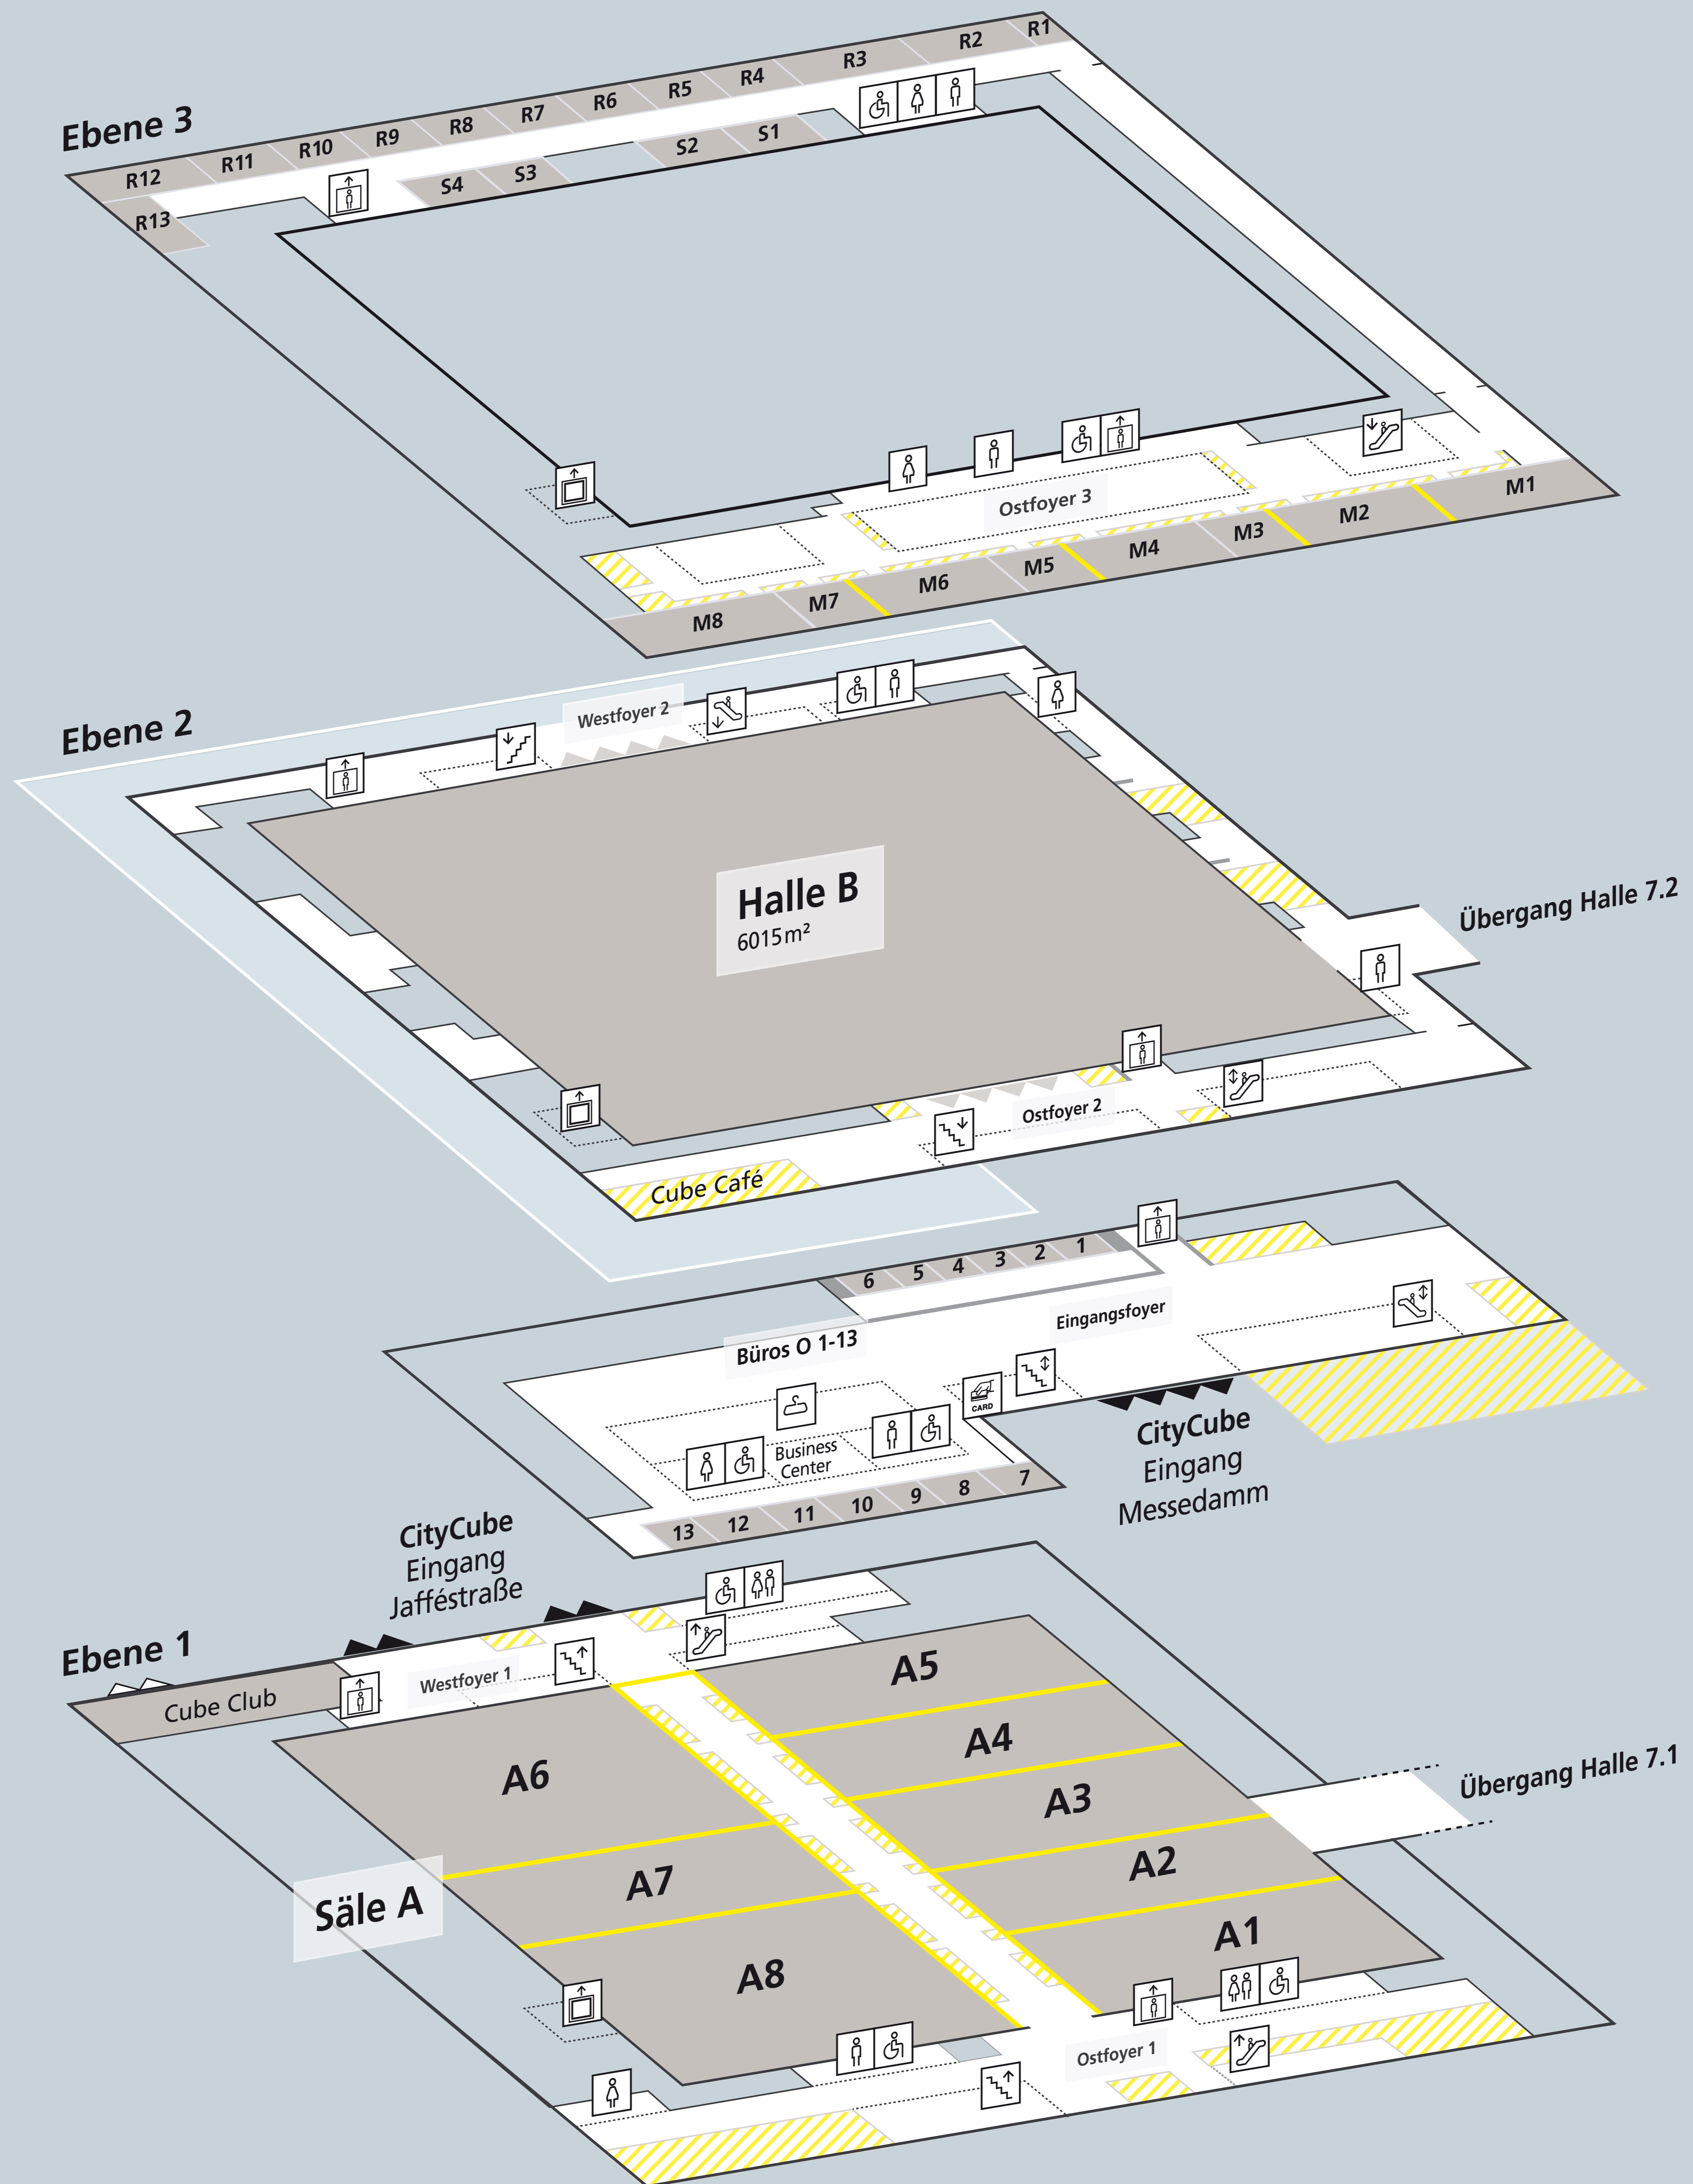 Ebene 3
R1
R2
R3
R4
R5
R6
R7
R8
R9
R10
R11
R12
R13
S1
S2
S3
S4
Ostfoyer 3
M1
M2
M3
M4
M5
M6
M7
M8
Ebene 2
Westfoyer 2
Halle B
6015 m²
Übergang Halle 7.2
Ostfoyer 2
Cube Café
6 5 4 3 2 1
Eingangsfoyer
Büros O 1-13
CARD
Business
Center
13 12 11 10 9 8 7
CityCube
Eingang
Messedamm
CityCube
Eingang
Jafféstraße
Ebene 1
Cube Club
Westfoyer 1
A5
A4
A3
A2
A1
A6
A7
A8
Säle A
Übergang Halle 7.1
Ostfoyer 1